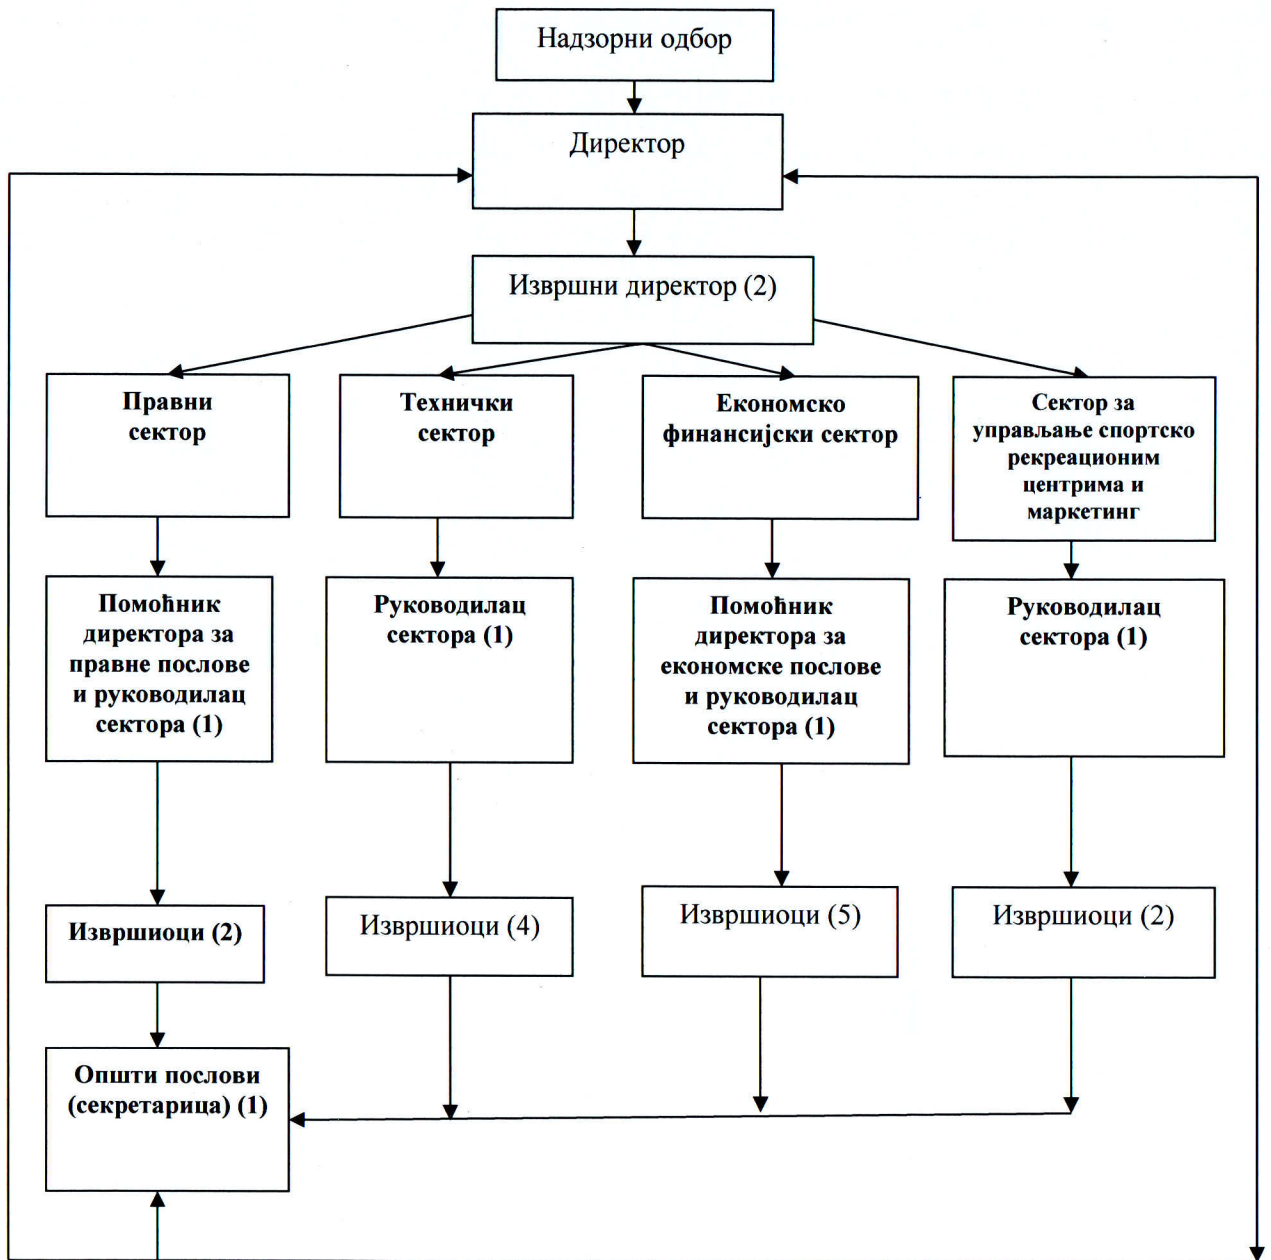 Надзорни одбор
Директор
Извршни директор (2)
Правни
сектор
Технички
сектор
Економско
финансијски сектор
Сектор за
управљање спортско
рекреационим
центрима и
маркетинг
Помоћник
директора за
правне послове
и руководилац
сектора (1)
Руководилац
сектора (1)
Помоћник
директора за
економске послове
и руководилац
сектора (1)
Руководилац
сектора (1)
Извршиоци (2)
Извршиоци (4)
Извршиоци (5)
Извршиоци (2)
Општи послови
(секретарица) (1)